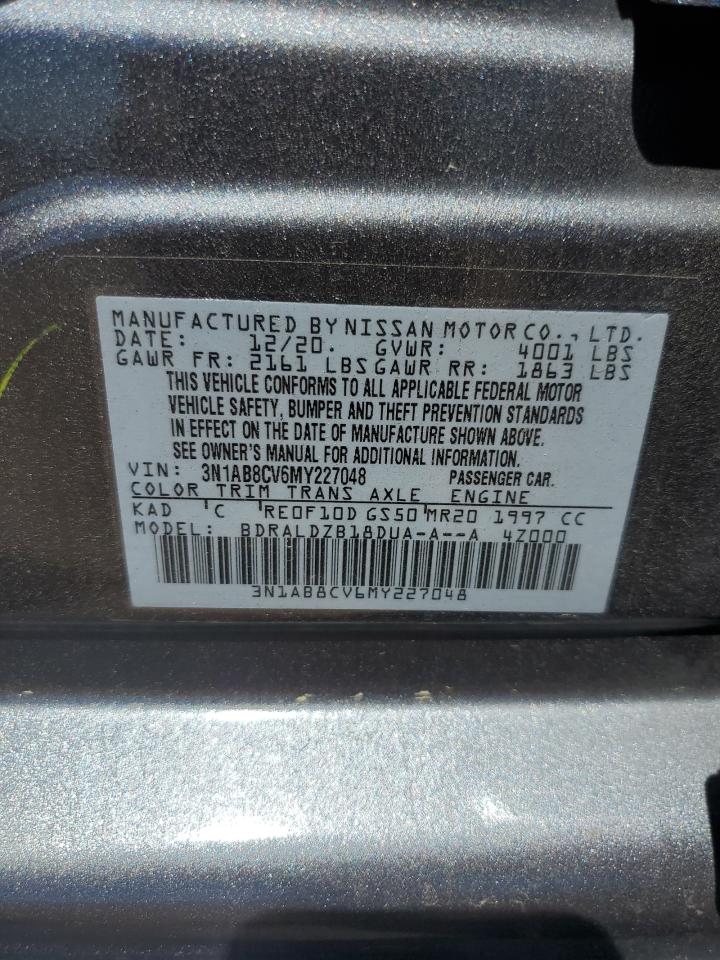 MANUFACTURED BY NISSAN MOTOR CO., LTD.
DATE: 12/20. GVWR: 4001 LBS
GAWR FR: 2161 LBS GAWR RR: 1863 LBS
THIS VEHICLE CONFORMS TO ALL APPLICABLE FEDERAL MOTOR
VEHICLE SAFETY, BUMPER AND THEFT PREVENTION STANDARDS
IN EFFECT ON THE DATE OF MANUFACTURE SHOWN ABOVE.
SEE OWNER'S MANUAL FOR ADDITIONAL INFORMATION.
VIN: 3N1AB8CV6MY227048 PASSENGER CAR.
COLOR TRIM TRANS AXLE ENGINE
KAD C RE0F10D GS50 MR20 1997 CC
MODEL: BDRALDZB18DUA-A--A 4Z000
3N1AB8CV6MY227048